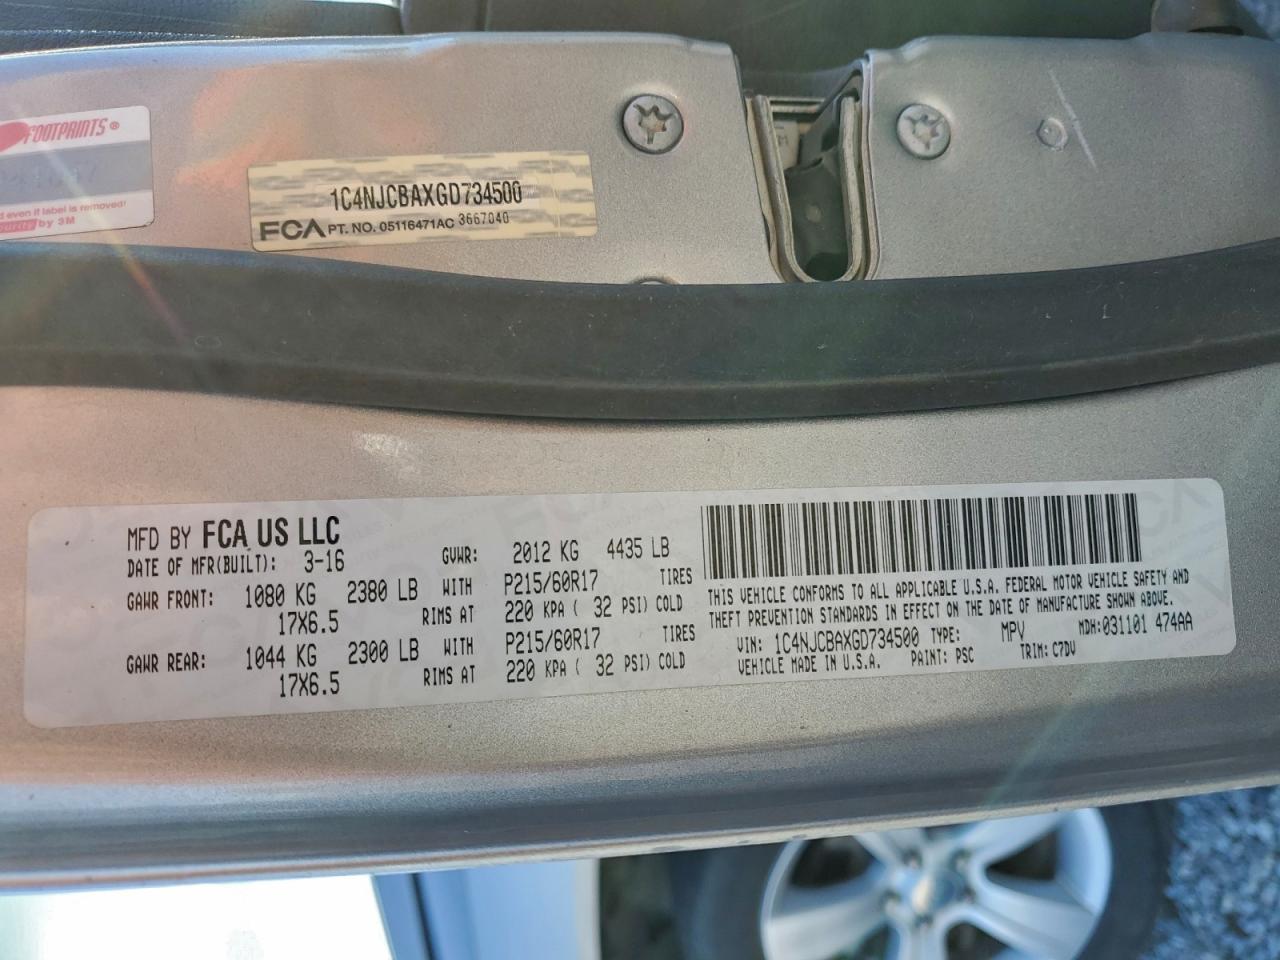 FOOTPRINTS®
d even if label is removed!
by 3M
1C4NJCBAXGD734500
FCA PT. NO. 05116471AC 3667040
MFD BY FCA US LLC
DATE OF MFR(BUILT): 3-16 GVWR: 2012 KG 4435 LB
GAWR FRONT: 1080 KG 2380 LB WITH P215/60R17 TIRES
17X6.5 RIMS AT 220 KPA ( 32 PSI) COLD
GAWR REAR: 1044 KG 2300 LB WITH P215/60R17 TIRES
17X6.5 RIMS AT 220 KPA ( 32 PSI) COLD
THIS VEHICLE CONFORMS TO ALL APPLICABLE U.S.A. FEDERAL MOTOR VEHICLE SAFETY AND
THEFT PREVENTION STANDARDS IN EFFECT ON THE DATE OF MANUFACTURE SHOWN ABOVE.
VIN: 1C4NJCBAXGD734500 TYPE: MPV MDH:031101 474AA
VEHICLE MADE IN U.S.A. PAINT: PSC TRIM: C7DV